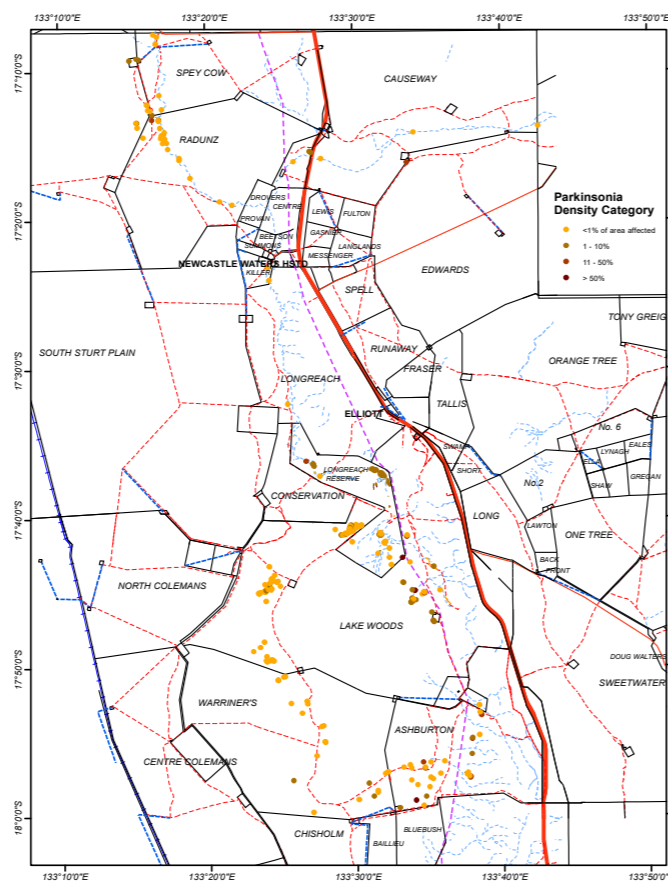 133°10'0"E
133°20'0"E
133°30'0"E
133°40'0"E
133°50'0"E
17°10'0"S
17°20'0"S
17°30'0"S
17°40'0"S
17°50'0"S
18°0'0"S
SPEY COW
CAUSEWAY
RADUNZ
DROVERS
CENTRE
LEWIS
FULTON
PROVAN
GASNIER
BEETSON
LANGLANDS
SUMMONS
MESSENGER
NEWCASTLE WATERS HSTD
KILLER
EDWARDS
SPELL
Parkinsonia
Density Category
<1% of area affected
1 - 10%
11 - 50%
> 50%
TONY GREIG
SOUTH STURT PLAIN
RUNAWAY
ORANGE TREE
FRASER
LONGREACH
TALLIS
ELLIOTT
No. 6
EALES
SWAMP
LYNAGH
ELLA
SHORT
LONGREACH
RESERVE
GREGAN
SHAW
No.2
CONSERVATION
LONG
LAWTON
ONE TREE
BACK
FRONT
NORTH COLEMANS
LAKE WOODS
DOUG WALTERS
SWEETWATER
WARRINER'S
ASHBURTON
CENTRE COLEMANS
CHISHOLM
BLUEBUSH
BAILLIEU
133°10'0"E
133°20'0"E
133°30'0"E
133°40'0"E
133°50'0"E